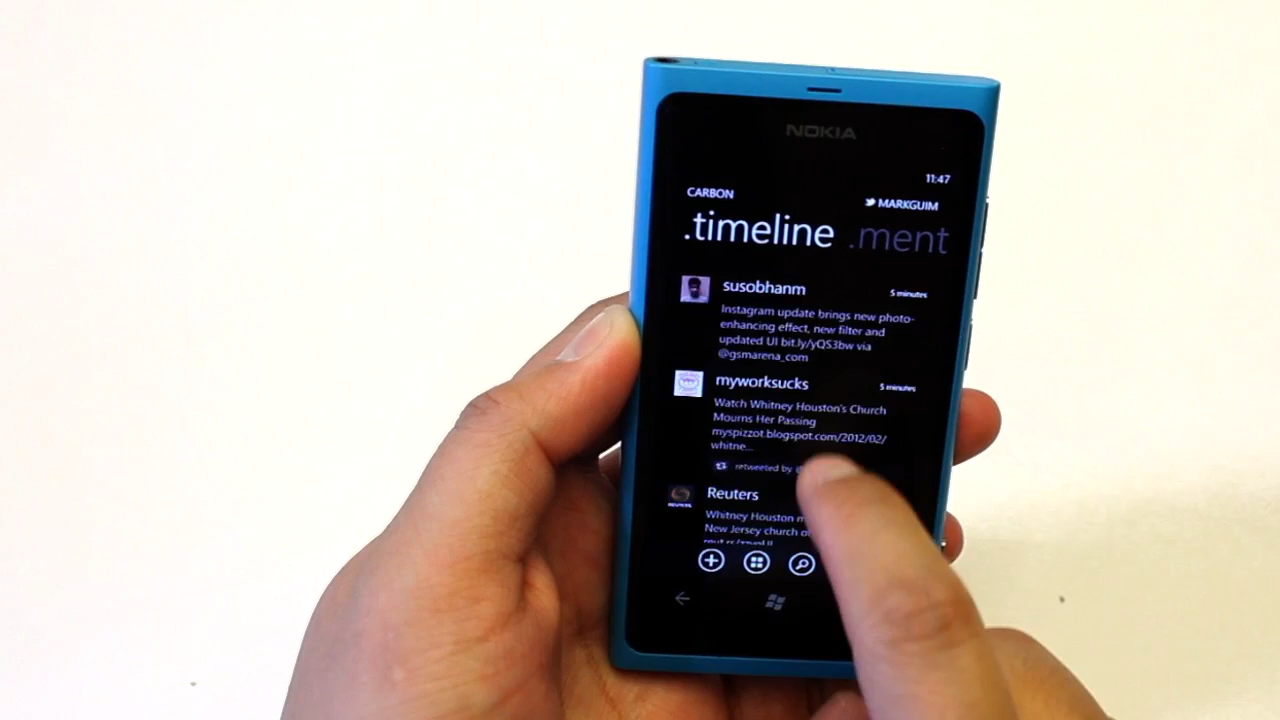 NOKIA
11:47
CARBON
MARKGUIM
.timeline .ment
susobhanm 5 minutes
Instagram update brings new photo-
enhancing effect, new filter and
updated UI bit.ly/yQS3bw via
@gsmarena_com
myworksucks 5 minutes
Watch Whitney Houston's Church
Mourns Her Passing
myspizzot.blogspot.com/2012/02/
whitne...
retweeted by
Reuters
REUTERS
Whitney Houston
New Jersey church